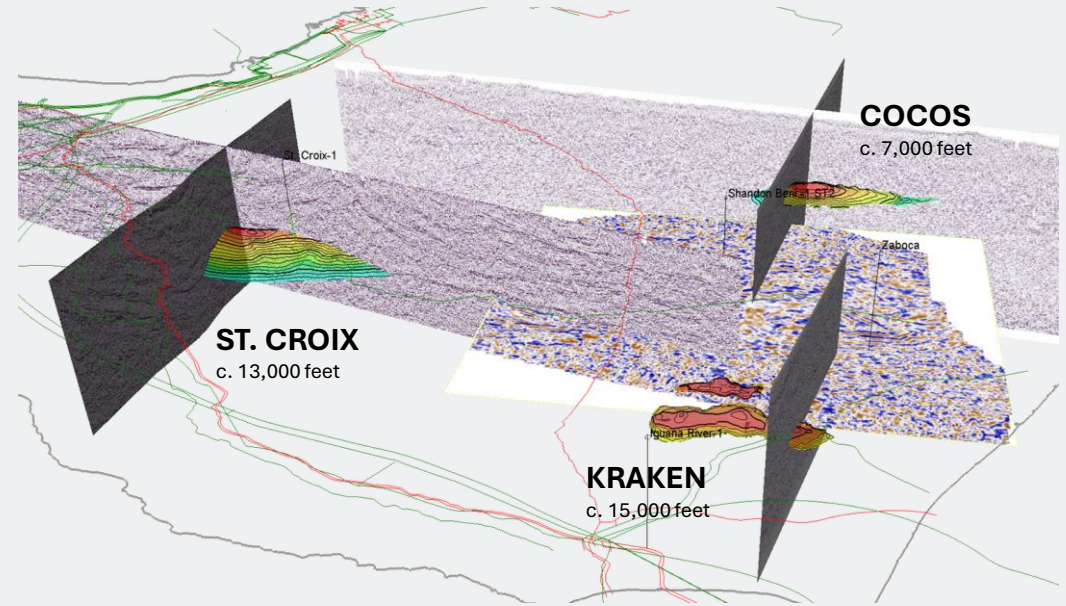 COCOS
c. 7,000 feet
St. Croix-1
Shandon Beni-1 ST2
Zaboca
ST. CROIX
c. 13,000 feet
Iguana River-1
KRAKEN
c. 15,000 feet